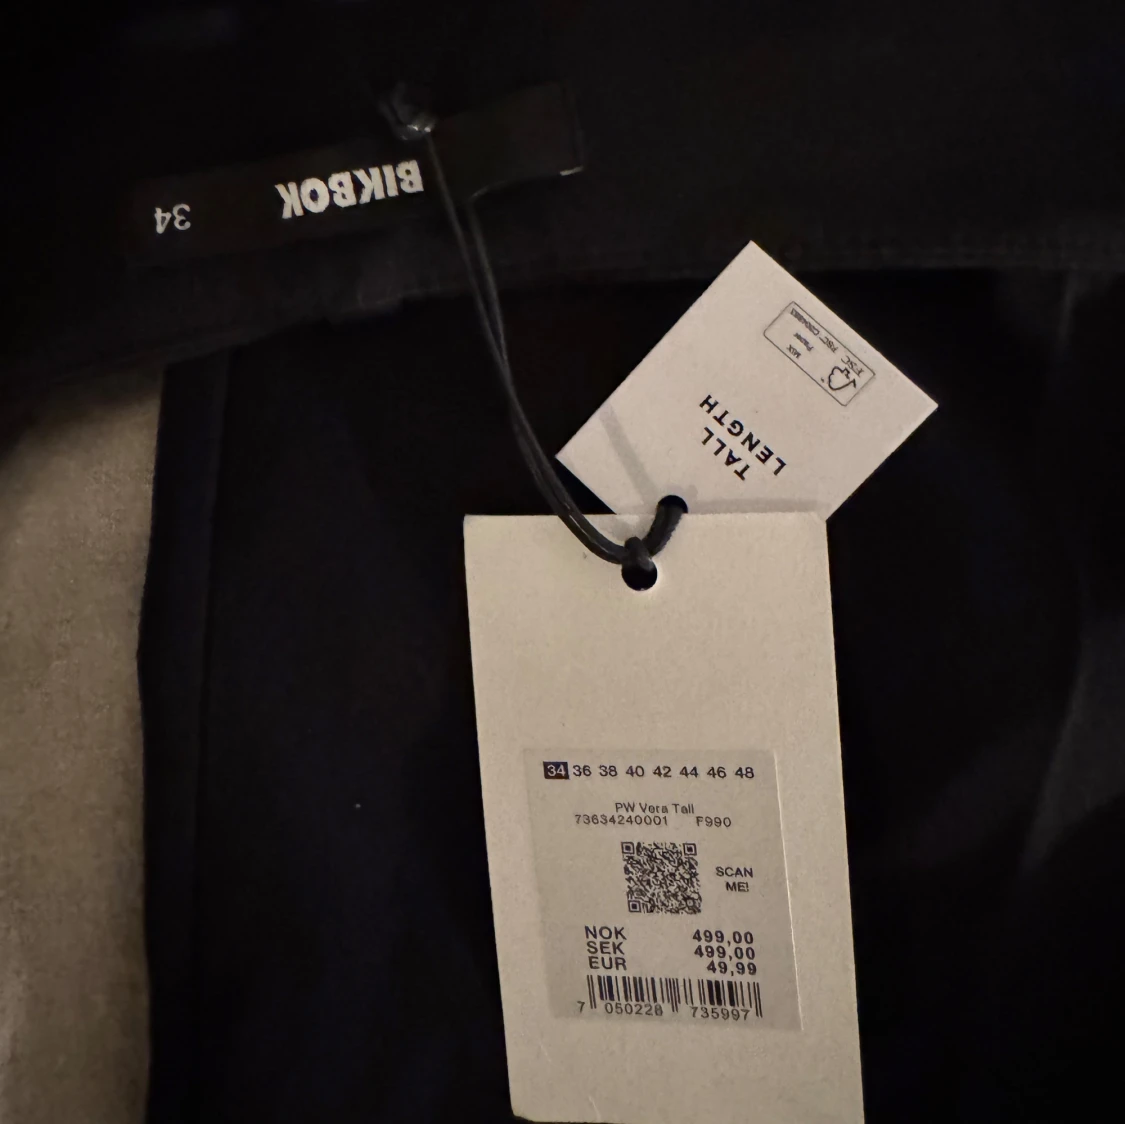 BIKBOK
34
TALL
LENGTH
MIX
Paper
FSC
34 36 38 40 42 44 46 48
PW Vera Tall
73634240001 F990
SCAN
ME!
NOK 499,00
SEK 499,00
EUR 49,99
7 050228 735997